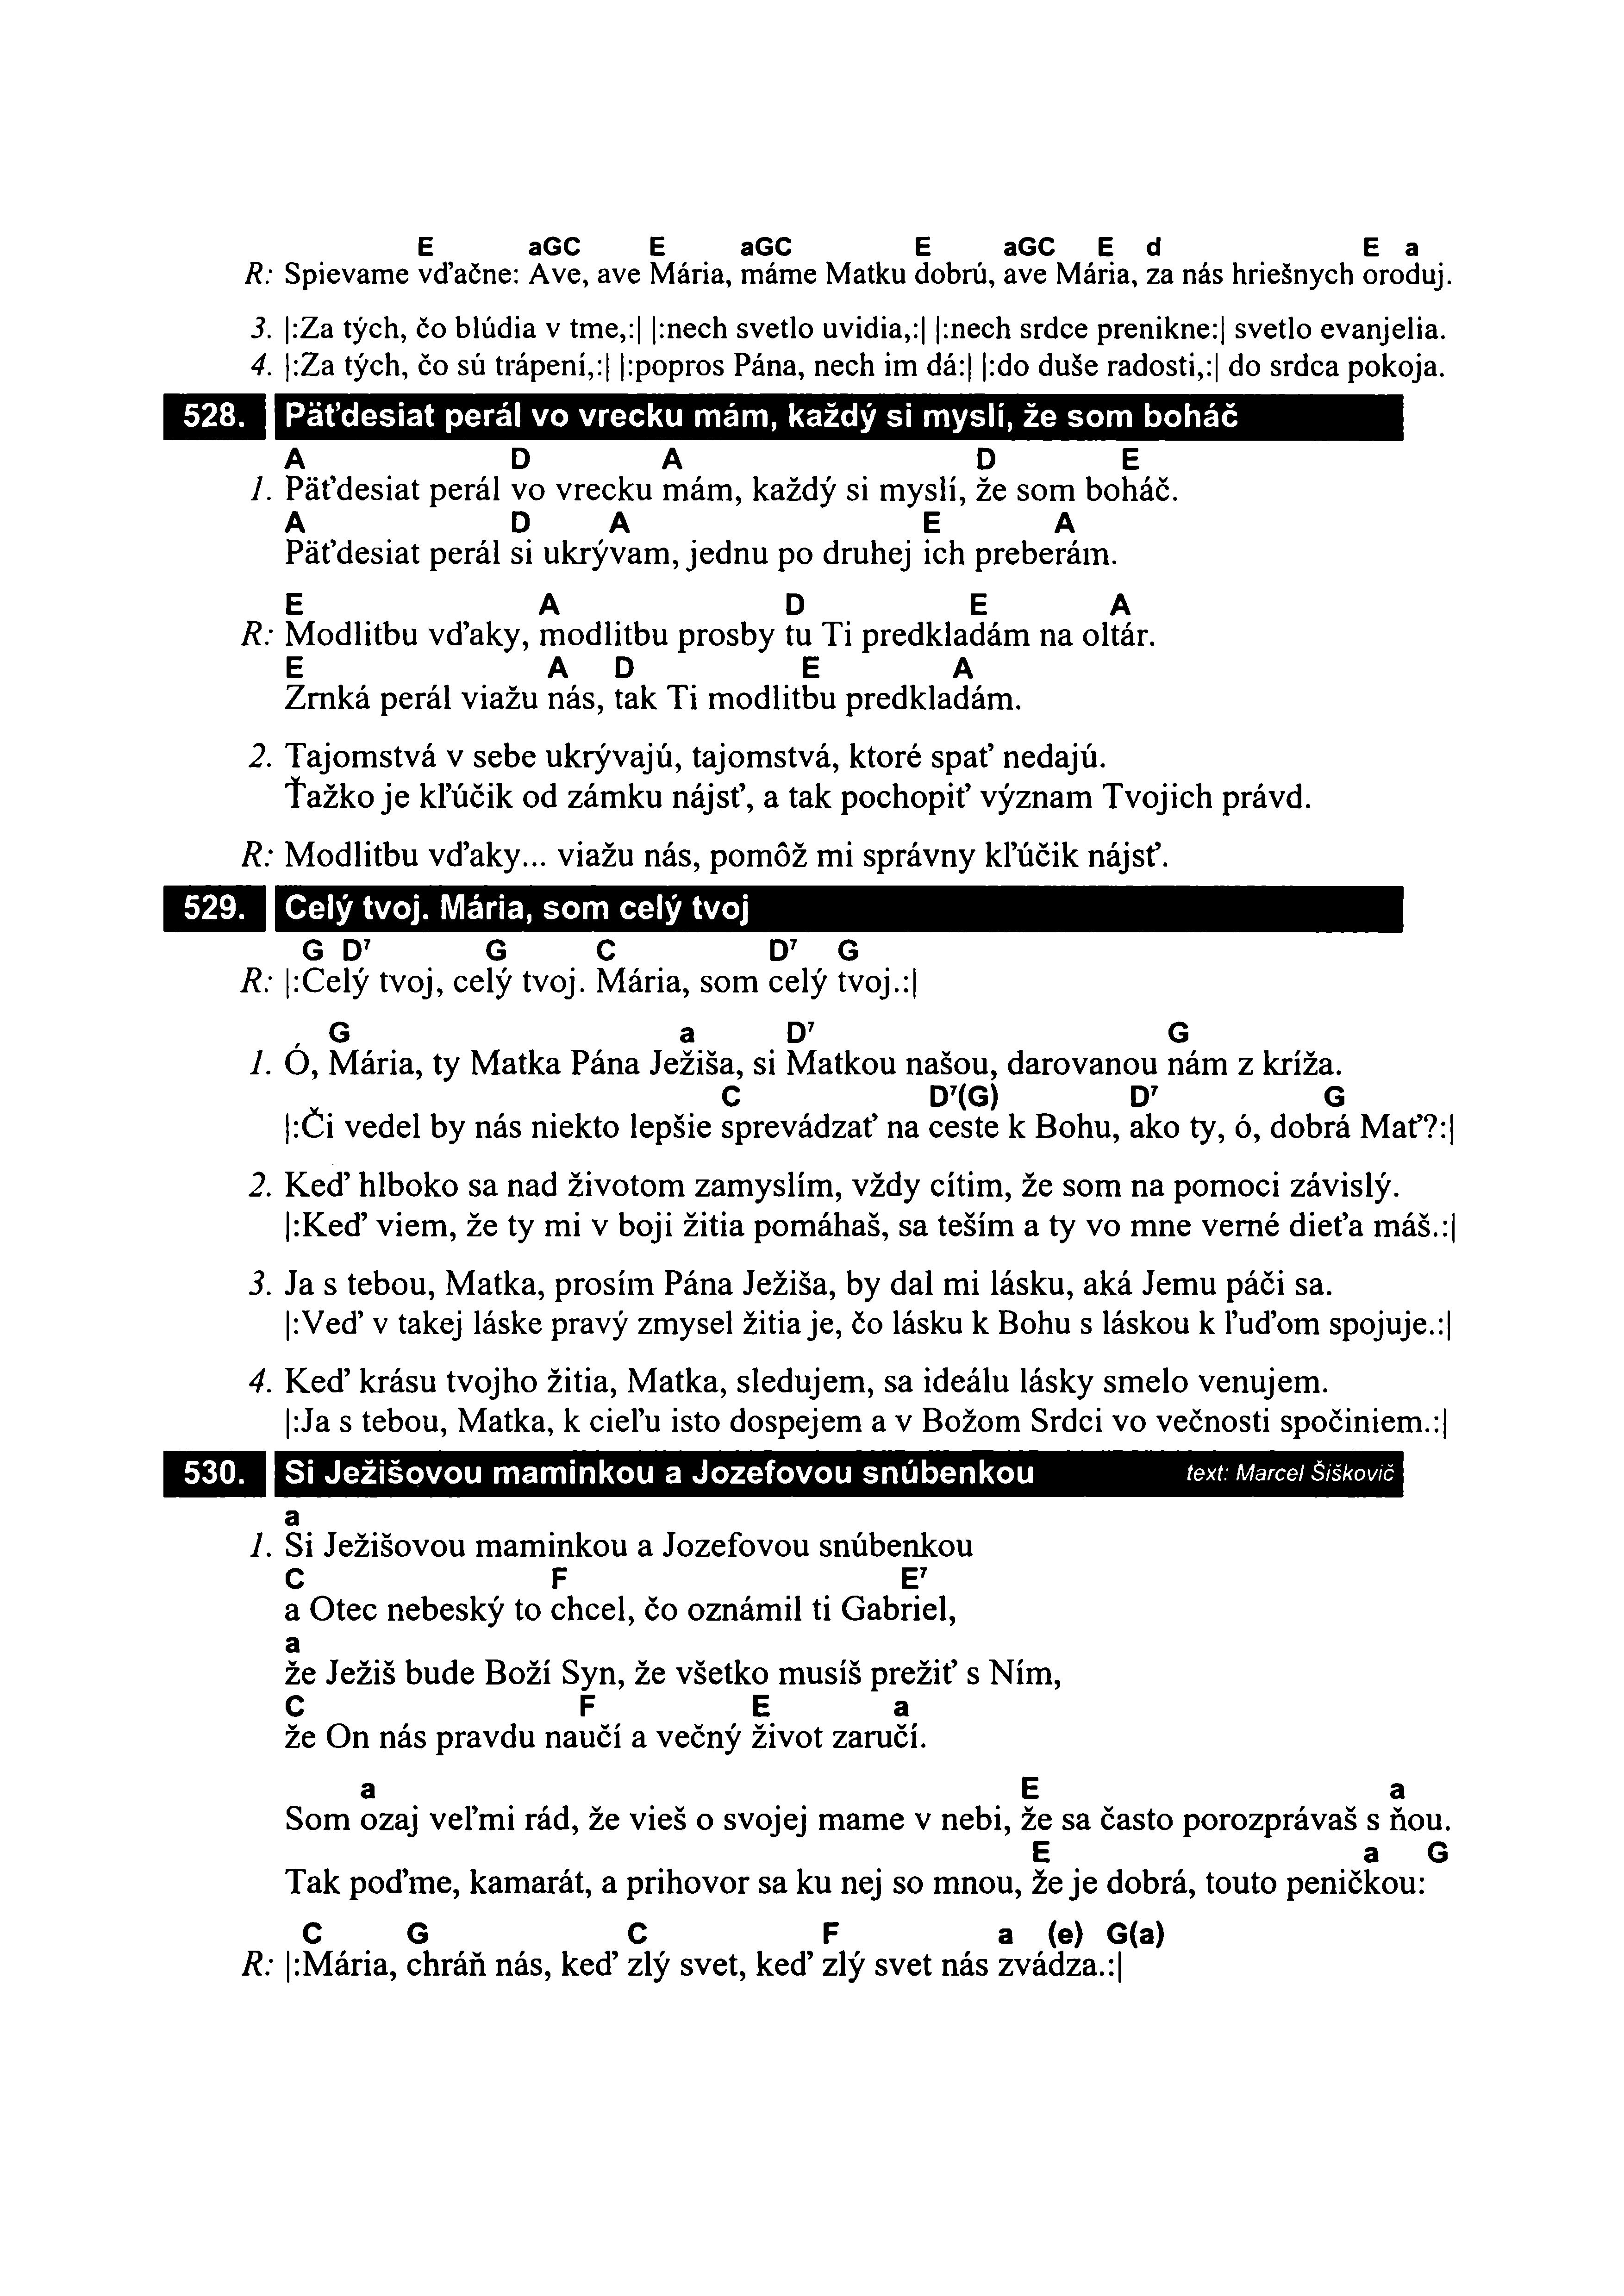 E aGC E aGC E aGC E d E a
R: Spievame vďačne: Ave, ave Mária, máme Matku dobrú, ave Mária, za nás hriešnych oroduj.
3. |:Za tých, čo blúdia v tme,:| |:nech svetlo uvidia,:| |:nech srdce prenikne:| svetlo evanjelia.
4. |:Za tých, čo sú trápení,:| |:popros Pána, nech im dá:| |:do duše radosti,:| do srdca pokoja.
528. Päťdesiat perál vo vrecku mám, každý si myslí, že som boháč
A D A D E
1. Päťdesiat perál vo vrecku mám, každý si myslí, že som boháč.
A D A E A
Päťdesiat perál si ukrývam, jednu po druhej ich preberám.
E A D E A
R: Modlitbu vďaky, modlitbu prosby tu Ti predkladám na oltár.
E A D E A
Zrnká perál viažu nás, tak Ti modlitbu predkladám.
2. Tajomstvá v sebe ukrývajú, tajomstvá, ktoré spať nedajú.
Ťažko je kľúčik od zámku nájsť, a tak pochopiť význam Tvojich právd.
R: Modlitbu vďaky... viažu nás, pomôž mi správny kľúčik nájsť.
529. Celý tvoj. Mária, som celý tvoj
G D⁷ G C D⁷ G
R: |:Celý tvoj, celý tvoj. Mária, som celý tvoj.:|
G a D⁷ G
1. Ó, Mária, ty Matka Pána Ježiša, si Matkou našou, darovanou nám z kríža.
C D⁷(G) D⁷ G
|:Či vedel by nás niekto lepšie sprevádzať na ceste k Bohu, ako ty, ó, dobrá Mať?:|
2. Keď hlboko sa nad životom zamyslím, vždy cítim, že som na pomoci závislý.
|:Keď viem, že ty mi v boji žitia pomáhaš, sa teším a ty vo mne verné dieťa máš.:|
3. Ja s tebou, Matka, prosím Pána Ježiša, by dal mi lásku, aká Jemu páči sa.
|:Veď v takej láske pravý zmysel žitia je, čo lásku k Bohu s láskou k ľuďom spojuje.:|
4. Keď krásu tvojho žitia, Matka, sledujem, sa ideálu lásky smelo venujem.
|:Ja s tebou, Matka, k cieľu isto dospejem a v Božom Srdci vo večnosti spočiniem.:|
530. Si Ježišovou maminkou a Jozefovou snúbenkou text: Marcel Šiškovič
a
1. Si Ježišovou maminkou a Jozefovou snúbenkou
C F E⁷
a Otec nebeský to chcel, čo oznámil ti Gabriel,
a
že Ježiš bude Boží Syn, že všetko musíš prežiť s Ním,
C F E a
že On nás pravdu naučí a večný život zaručí.
a E a
Som ozaj veľmi rád, že vieš o svojej mame v nebi, že sa často porozprávaš s ňou.
E a G
Tak poďme, kamarát, a prihovor sa ku nej so mnou, že je dobrá, touto peničkou:
C G C F a (e) G(a)
R: |:Mária, chráň nás, keď zlý svet, keď zlý svet nás zvádza.:|